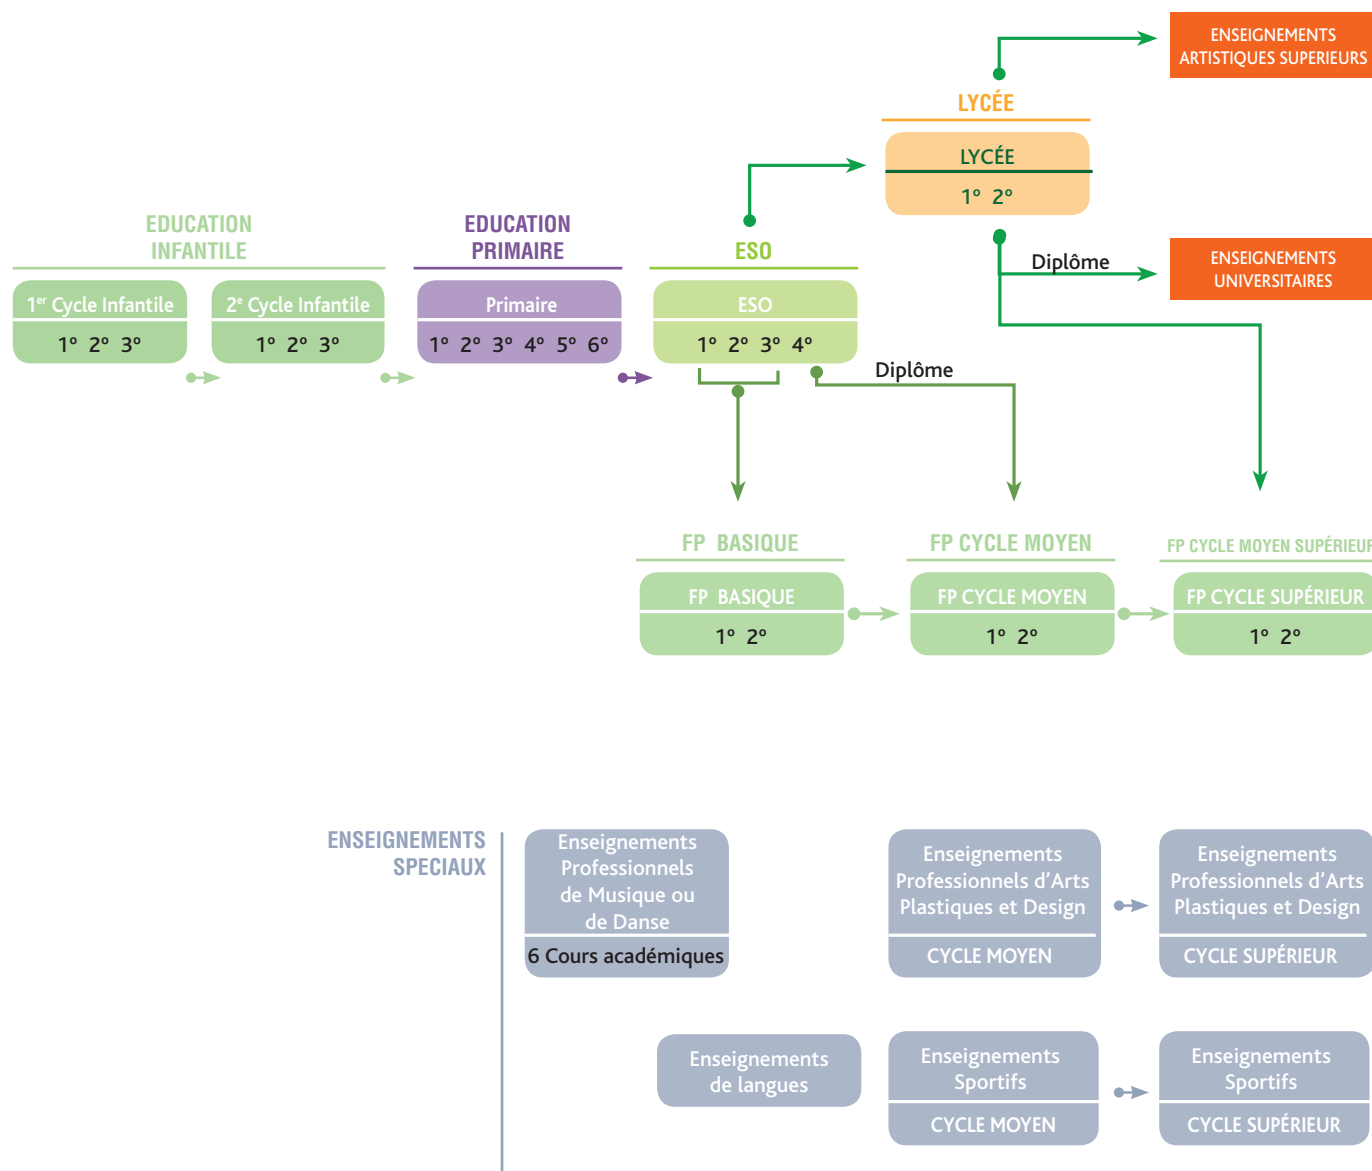 ENSEIGNEMENTS
ARTISTIQUES SUPERIEURS
LYCÉE
LYCÉE
1º 2º
EDUCATION
INFANTILE
EDUCATION
PRIMAIRE
ESO
Diplôme
ENSEIGNEMENTS
UNIVERSITAIRES
1er Cycle Infantile
1º 2º 3º
2e Cycle Infantile
1º 2º 3º
Primaire
1º 2º 3º 4º 5º 6º
ESO
1º 2º 3º 4º
Diplôme
FP BASIQUE
FP CYCLE MOYEN
FP CYCLE MOYEN SUPÉRIEUR
FP BASIQUE
1º 2º
FP CYCLE MOYEN
1º 2º
FP CYCLE SUPÉRIEUR
1º 2º
ENSEIGNEMENTS
SPECIAUX
Enseignements
Professionnels
de Musique ou
de Danse
6 Cours académiques
Enseignements
Professionnels d'Arts
Plastiques et Design
CYCLE MOYEN
Enseignements
Professionnels d'Arts
Plastiques et Design
CYCLE SUPÉRIEUR
Enseignements
de langues
Enseignements
Sportifs
CYCLE MOYEN
Enseignements
Sportifs
CYCLE SUPÉRIEUR